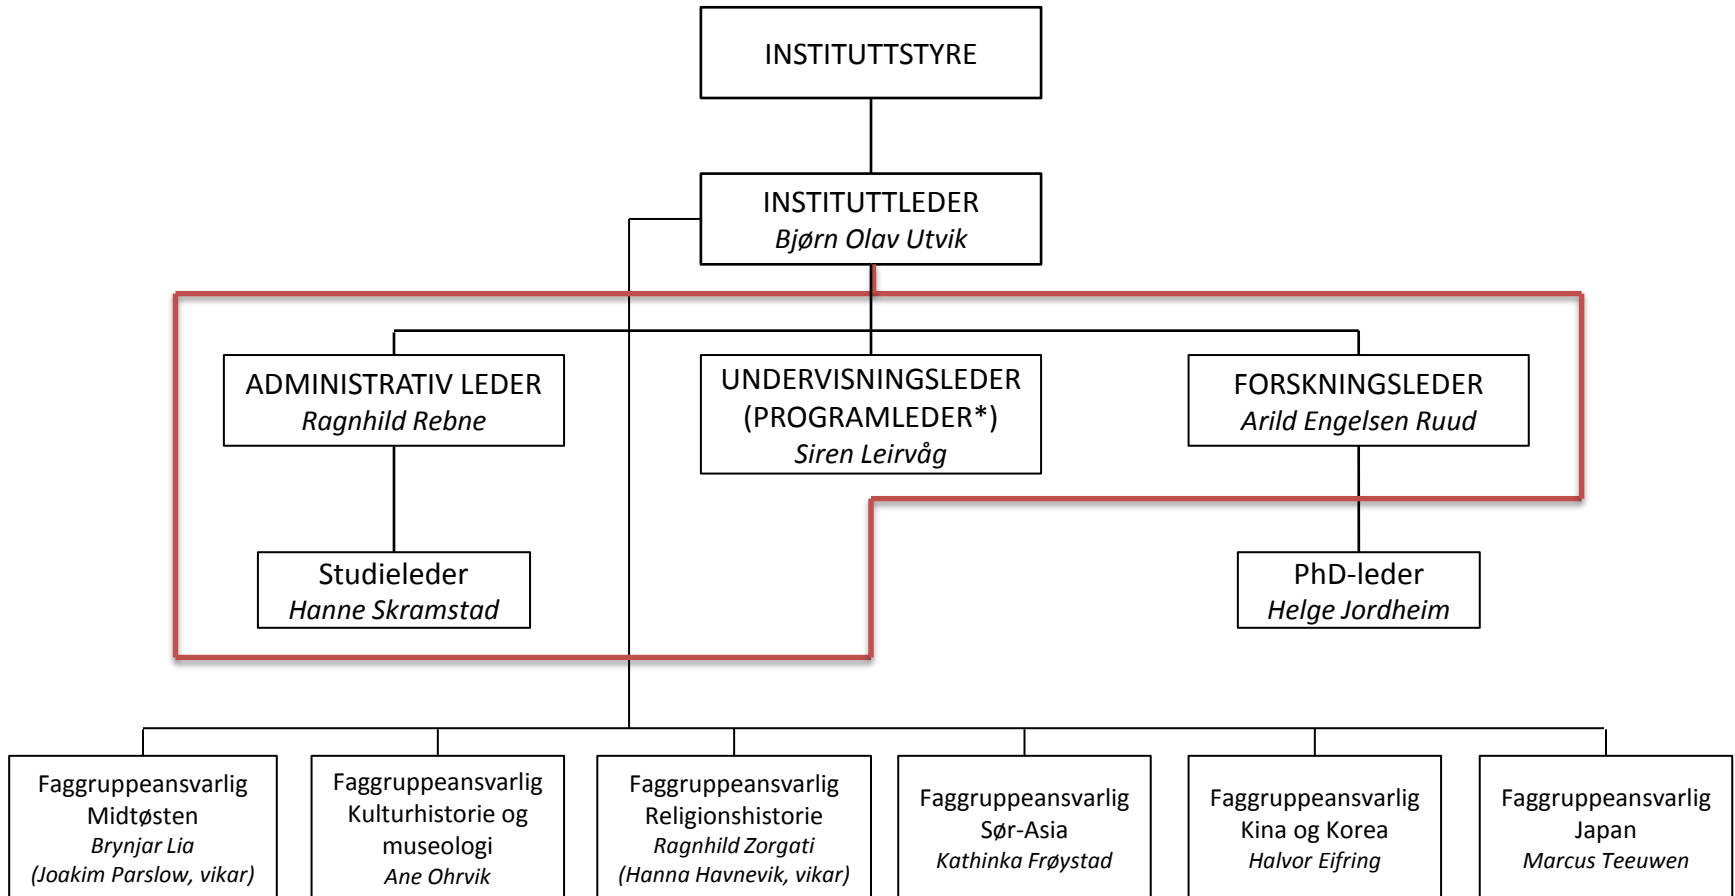 INSTITUTTSTYRE
INSTITUTTLEDER
Bjørn Olav Utvik
ADMINISTRATIV LEDER
Ragnhild Rebne
UNDERVISNINGSLEDER
(PROGRAMLEDER*)
Siren Leirvåg
FORSKNINGSLEDER
Arild Engelsen Ruud
Studieleder
Hanne Skramstad
PhD-leder
Helge Jordheim
Faggruppeansvarlig
Midtøsten
Brynjar Lia
(Joakim Parslow, vikar)
Faggruppeansvarlig
Kulturhistorie og
museologi
Ane Ohrvik
Faggruppeansvarlig
Religionshistorie
Ragnhild Zorgati
(Hanna Havnevik, vikar)
Faggruppeansvarlig
Sør-Asia
Kathinka Frøystad
Faggruppeansvarlig
Kina og Korea
Halvor Eifring
Faggruppeansvarlig
Japan
Marcus Teeuwen